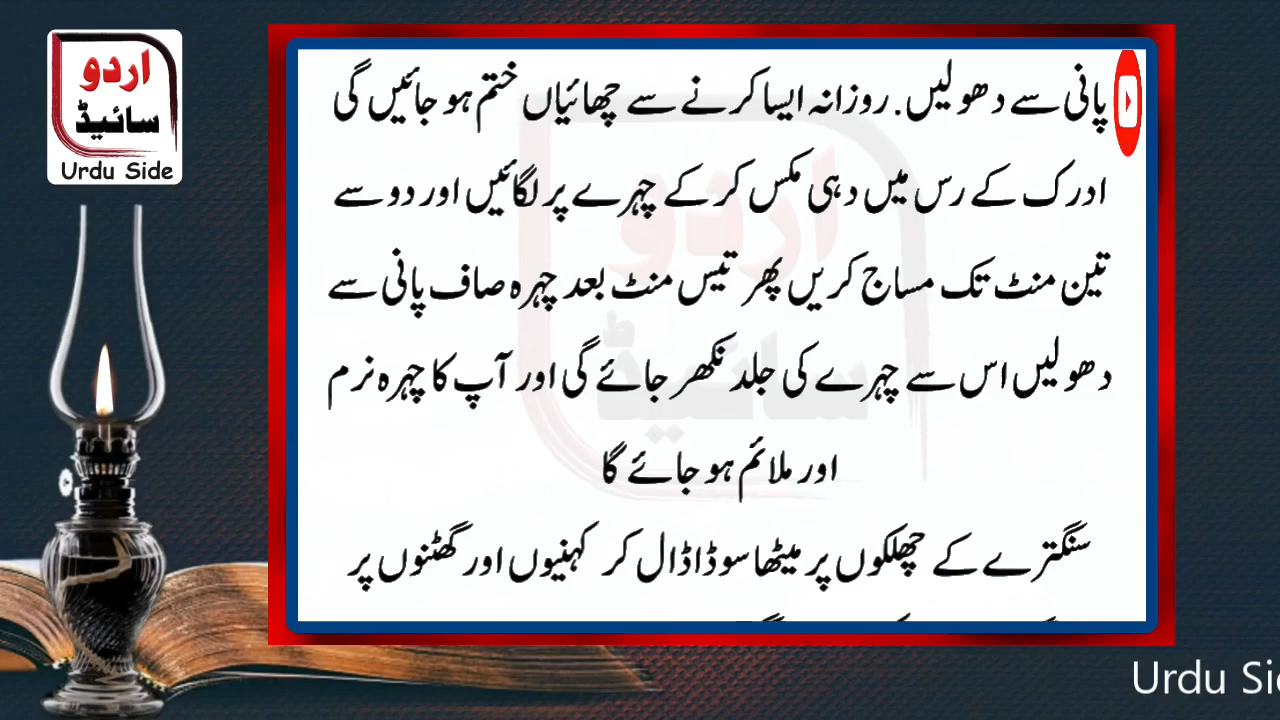 اردو
سائیڈ
Urdu Side
پانی سے دھولیں. روزانہ ایسا کرنے سے چھائیاں ختم ہو جائیں گی
ادرک کے رس میں دہی مکس کر کے چہرے پر لگائیں اور دو سے
تین منٹ تک مساج کریں پھر تیس منٹ بعد چہرہ صاف پانی سے
دھولیں اس سے چہرے کی جلد نکھر جائے گی اور آپ کا چہرہ نرم
اور ملائم ہو جائے گا
سنگترے کے چھلکوں پر میٹھا سوڈا ڈال کر کہنیوں اور گھٹنوں پر
Urdu Si